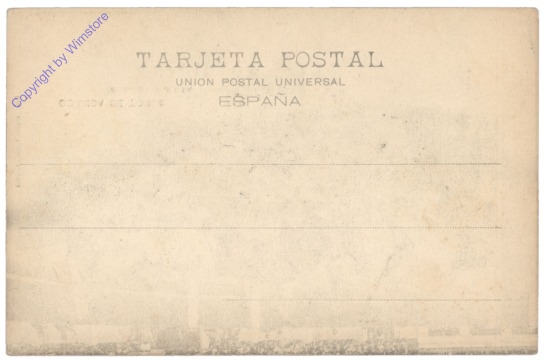 Copyright by Wimstore
TARJETA POSTAL
UNION POSTAL UNIVERSAL
ESPAÑA